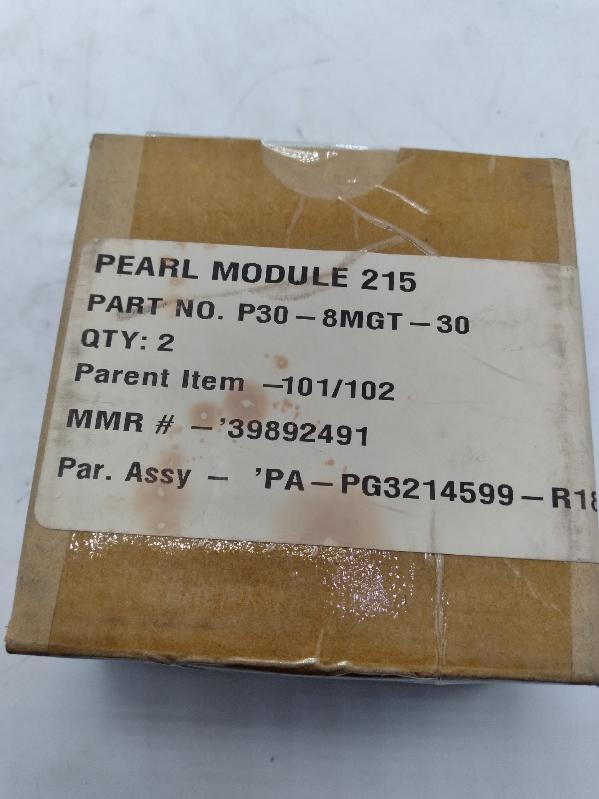 PEARL MODULE 215
PART NO. P30-8MGT-30
QTY: 2
Parent Item -101/102
MMR # -'39892491
Par. Assy - 'PA-PG3214599-R18